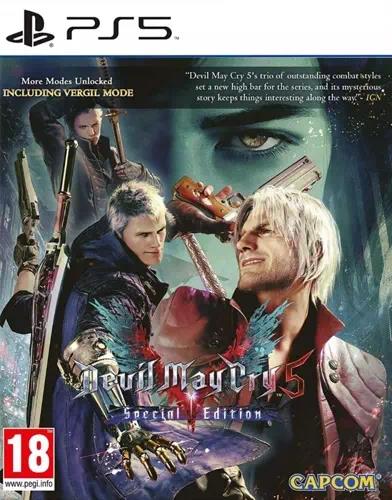 PS5
More Modes Unlocked
INCLUDING VERGIL MODE
"Devil May Cry 5's trio of outstanding combat styles
set a new high bar for the series, and its mysterious
story keeps things interesting along the way." - IGN
Devil May Cry 5
Special Edition
18
www.pegi.info
CAPCOM